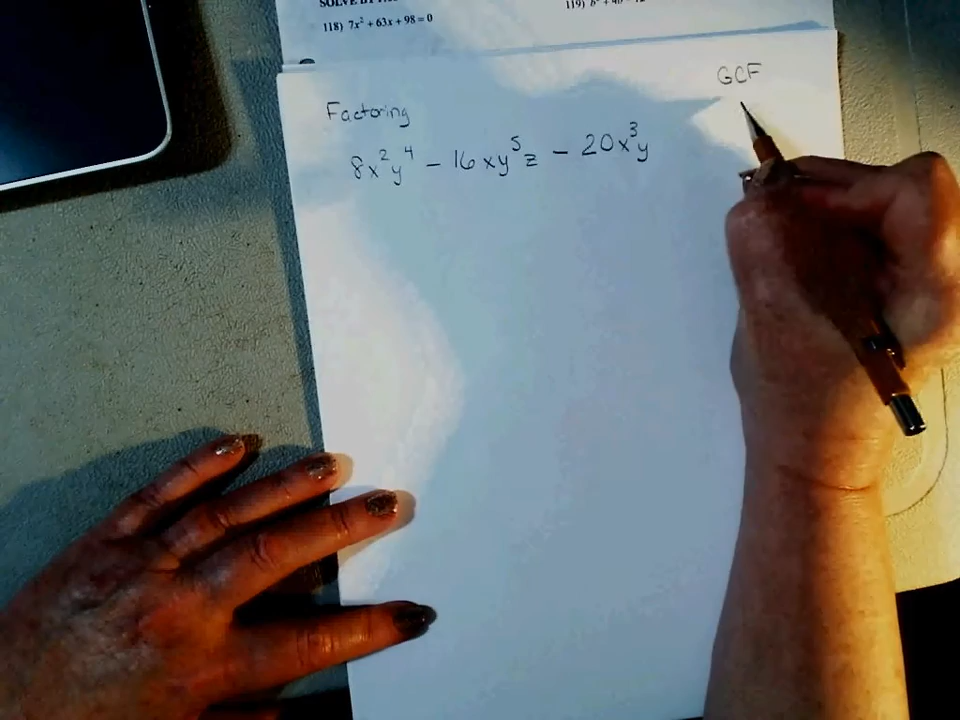 118) 7x² + 63x + 98 = 0
GCF
Factoring
8x²y⁴ - 16xy⁵z - 20x³y